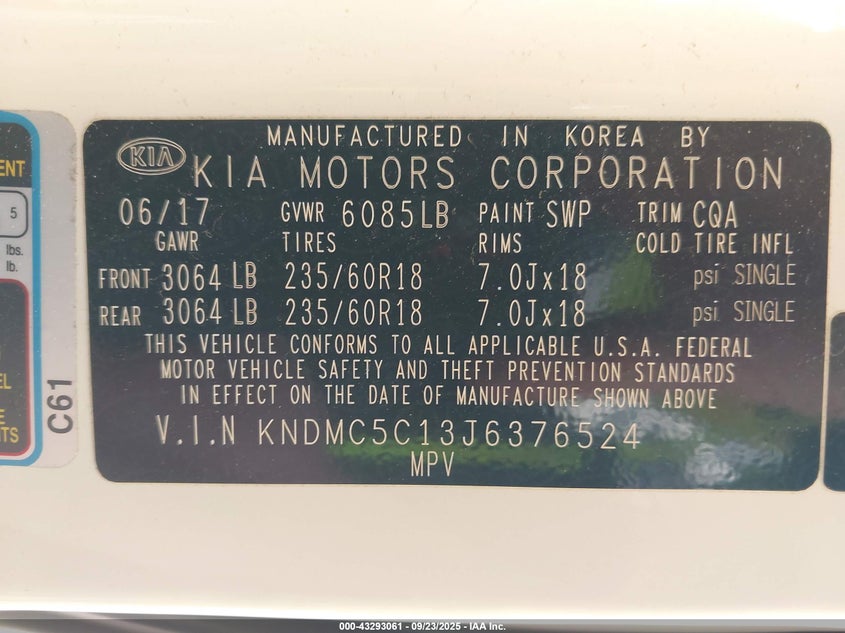 MANUFACTURED IN KOREA BY
KIA KIA MOTORS CORPORATION
06/17 GVWR 6085LB PAINT SWP TRIM CQA
GAWR TIRES RIMS COLD TIRE INFL
FRONT 3064 LB 235/60R18 7.0Jx18 psi SINGLE
REAR 3064 LB 235/60R18 7.0Jx18 psi SINGLE
THIS VEHICLE CONFORMS TO ALL APPLICABLE U.S.A. FEDERAL
MOTOR VEHICLE SAFETY AND THEFT PREVENTION STANDARDS
IN EFFECT ON THE DATE OF MANUFACTURE SHOWN ABOVE
V.I.N KNDMC5C13J6376524
MPV
5
lbs.
lb.
C61
000-43293061 - 09/23/2025 - IAA Inc.